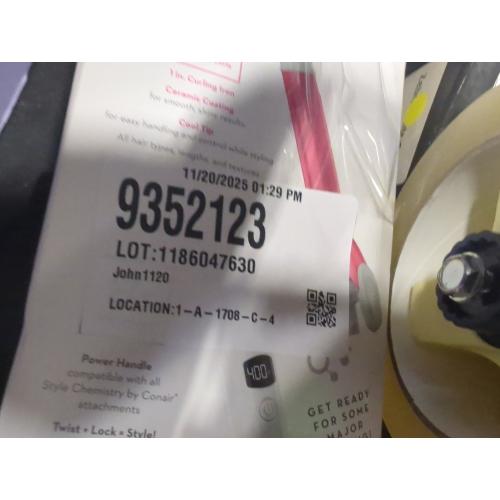 1 in. Curling Iron
Ceramic Coating
for smooth, shiny results.
Cool Tip
for easy handling and control while styling
All hair types, lengths, and textures
11/20/2025 01:29 PM
9352123
LOT:1186047630
John1120
LOCATION:1-A-1708-C-4
Power Handle
compatible with all
Style Chemistry by Conair
attachments
Twist + Lock = Style!
400
GET READY
FOR SOME
MAJOR